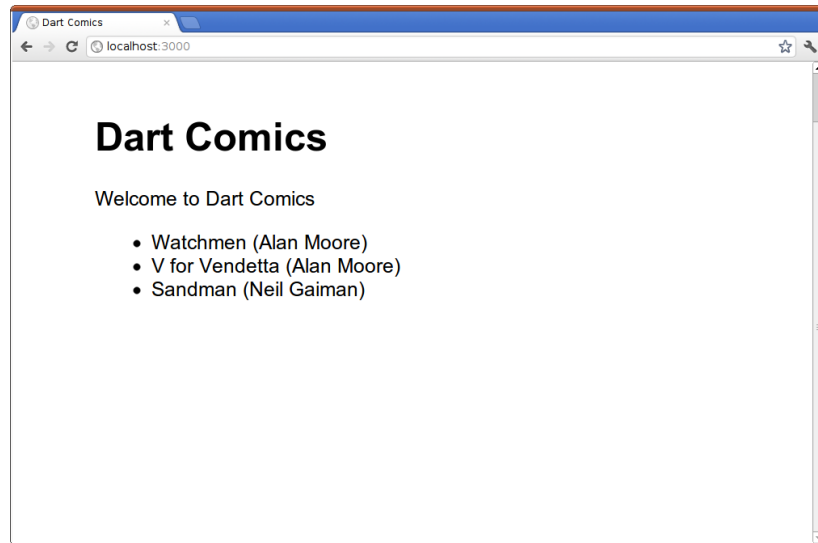 Dart Comics
localhost:3000
Dart Comics
Welcome to Dart Comics
• Watchmen (Alan Moore)
• V for Vendetta (Alan Moore)
• Sandman (Neil Gaiman)